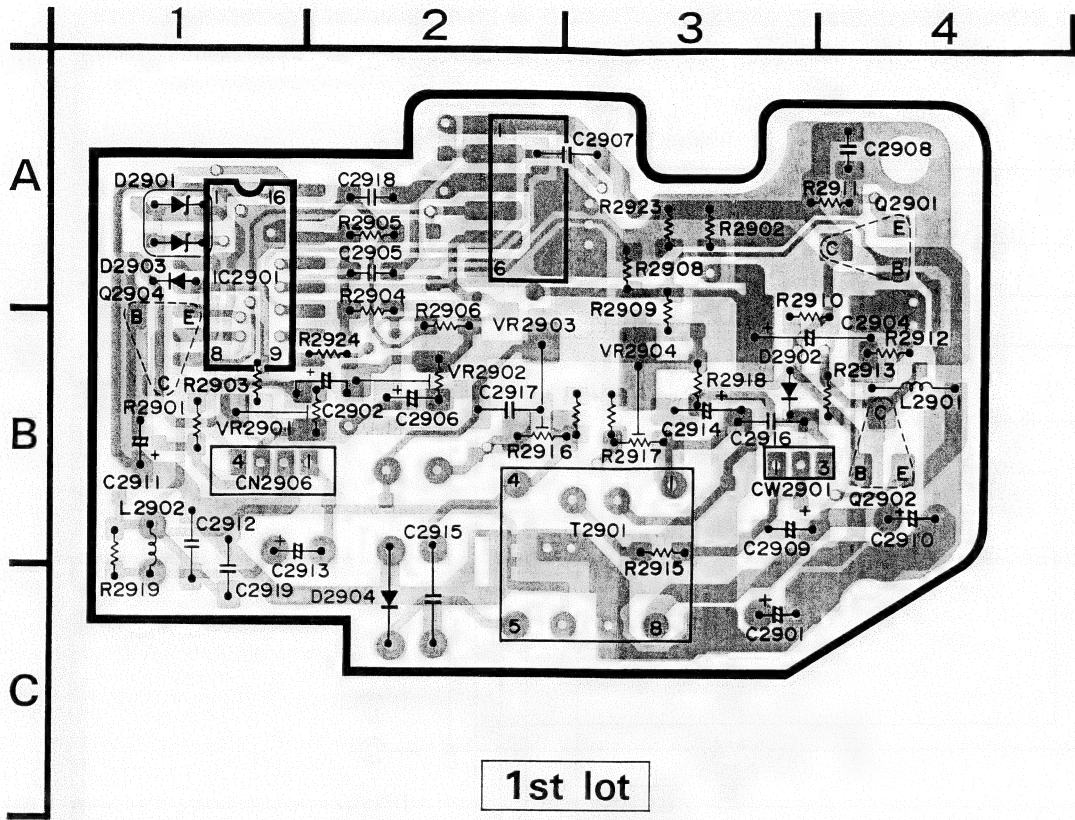 1 2 3 4
A
B
C
1
C2907
C2908
D2901
1 16
C2918
R2911
R2923
Q2901
R2905
R2902
E
C
C2905
D2903
IC2901
6
R2908
B
Q2904
R2904
R2909
R2910
B E
R2906
VR2903
C2904
R2912
R2924
VR2904
D2902
8 9
R2913
VR2902
R2903
C
R2918
L2901
R2901
C2902
C2906
C2917
C
VR2901
C2914
C2916
R2916
R2917
4 1
1 3
B E
C2911
CN2906
4
1
CW2901
Q2902
L2902
C2912
C2915
T2901
C2909
C2910
C2913
R2915
R2919
C2919
D2904
5 8
C2901
1st lot